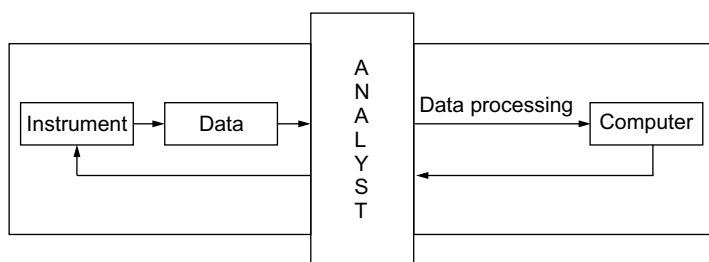 Instrument
Data
A
N
A
L
Y
S
T
Data processing
Computer